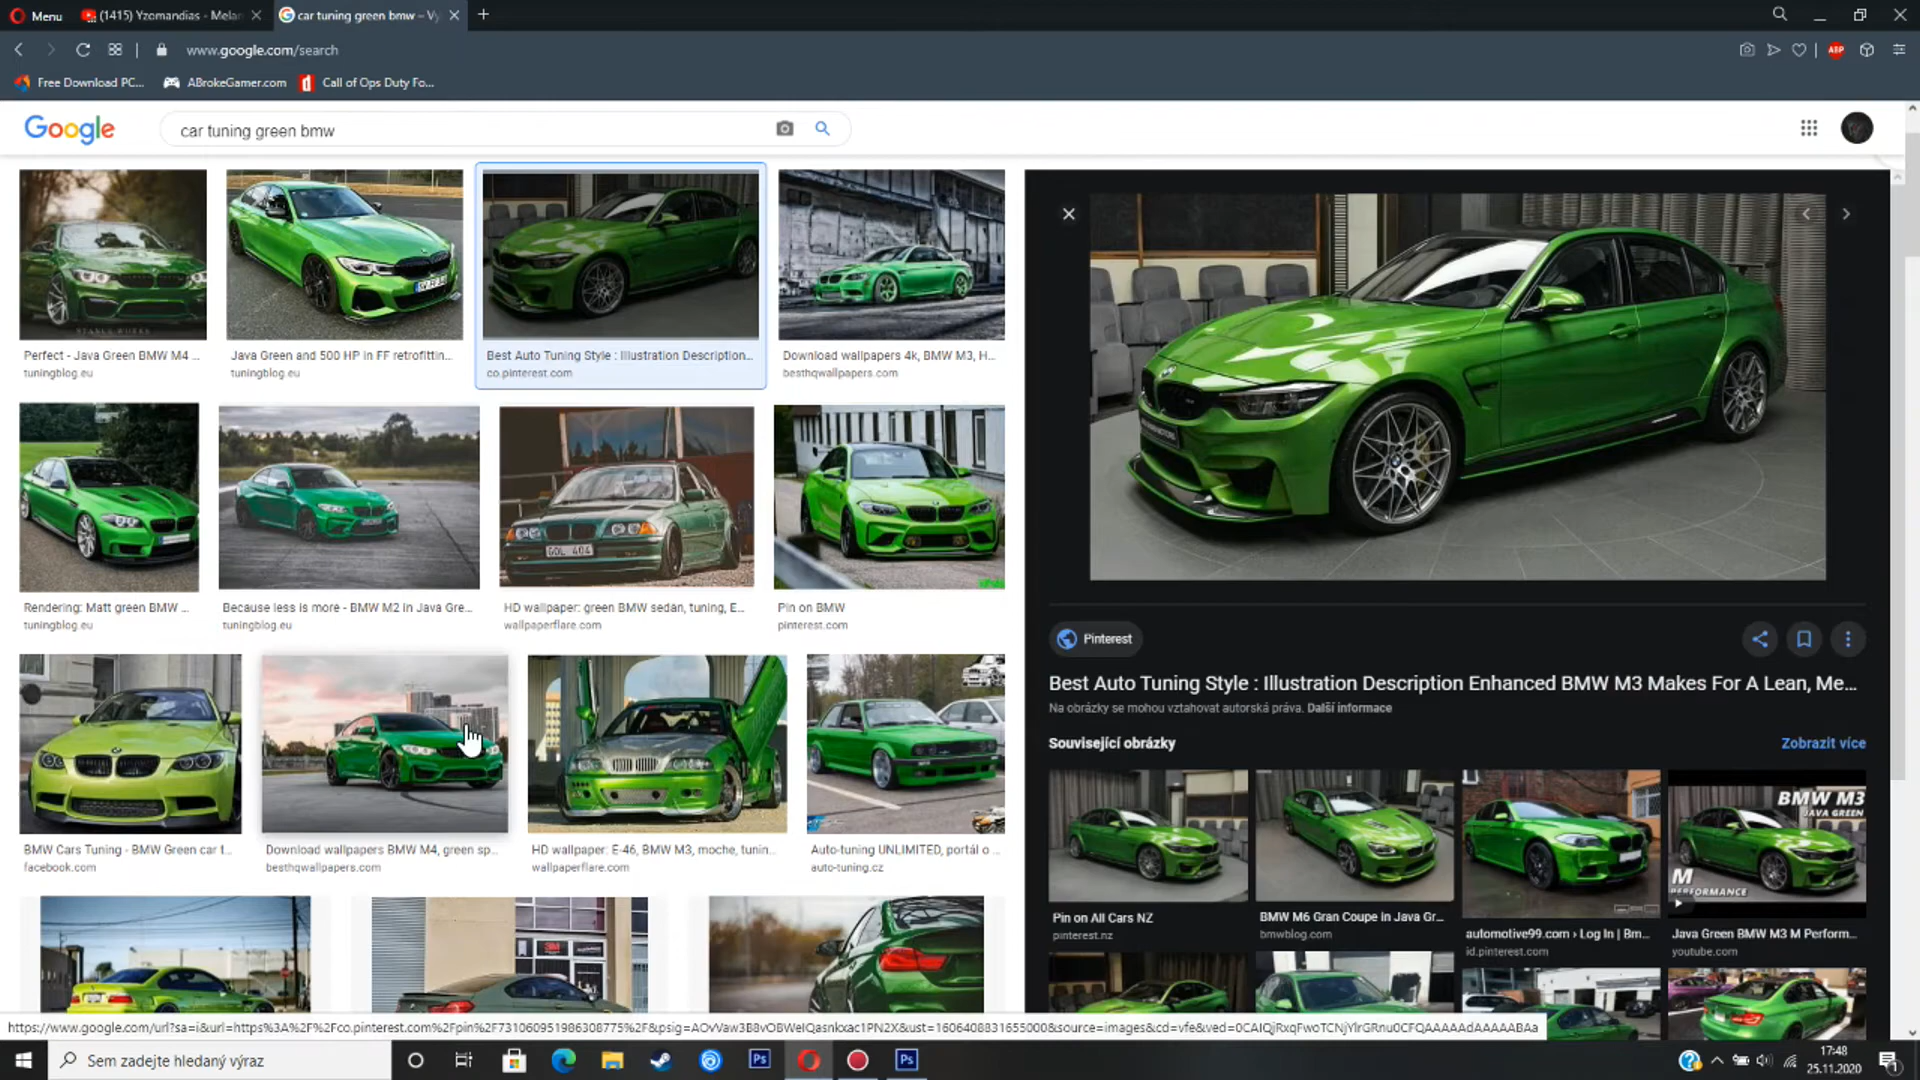 Menu
(1415) Yzomandias - Melan
car tuning green bmw – Vy
www.google.com/search
ABP
Free Download PC...
ABrokeGamer.com
Call of Ops Duty Fo...
Google
car tuning green bmw
STANCE WORKS
Perfect - Java Green BMW M4 ...
tuningblog.eu
Java Green and 500 HP in FF retrofittin...
tuningblog.eu
Best Auto Tuning Style : Illustration Description...
co.pinterest.com
Download wallpapers 4k, BMW M3, H...
besthqwallpapers.com
GOL 404
Rendering: Matt green BMW ...
tuningblog.eu
Because less is more - BMW M2 in Java Gre...
tuningblog.eu
HD wallpaper: green BMW sedan, tuning, E...
wallpaperflare.com
Pin on BMW
pinterest.com
BMW Cars Tuning - BMW Green car t...
facebook.com
Download wallpapers BMW M4, green sp...
besthqwallpapers.com
HD wallpaper: E-46, BMW M3, moche, tunin...
wallpaperflare.com
Auto-tuning UNLIMITED, portál o ...
auto-tuning.cz
3M
Pinterest
Best Auto Tuning Style : Illustration Description Enhanced BMW M3 Makes For A Lean, Me...
Na obrázky se mohou vztahovat autorská práva. Další informace
Související obrázky
Zobrazit více
BMW M3
JAVA GREEN
M
PERFORMANCE
Pin on All Cars NZ
pinterest.nz
BMW M6 Gran Coupe in Java Gr...
bmwblog.com
automotive99.com › Log In | Bm...
id.pinterest.com
Java Green BMW M3 M Perform...
youtube.com
Sem zadejte hledaný výraz
Ps
Ps
17:48
25.11.2020
1